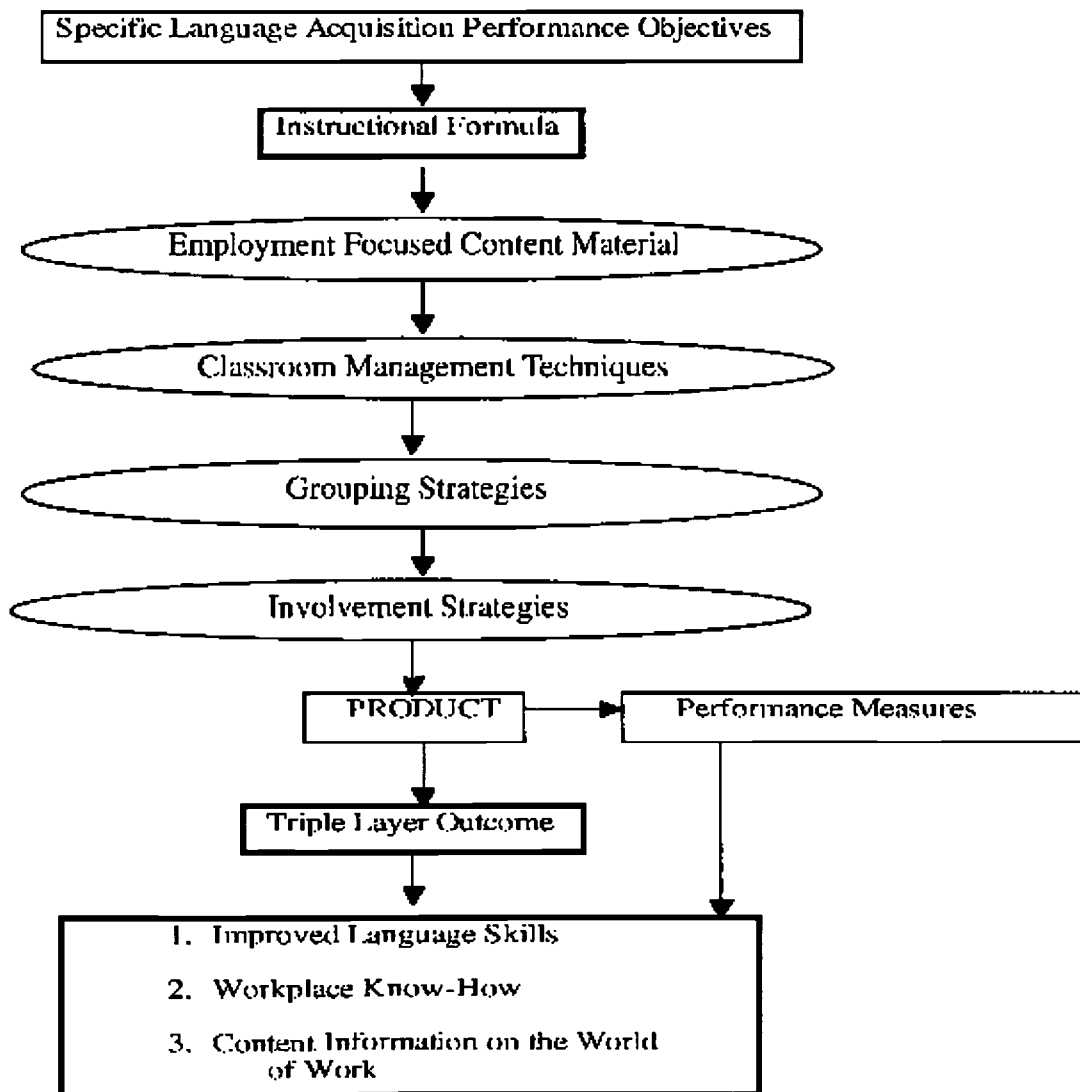 Specific Language Acquisition Performance Objectives
Instructional Formula
Employment Focused Content Material
Classroom Management Techniques
Grouping Strategies
Involvement Strategies
PRODUCT
Performance Measures
Triple Layer Outcome
1. Improved Language Skills
2. Workplace Know-How
3. Content Information on the World
of Work